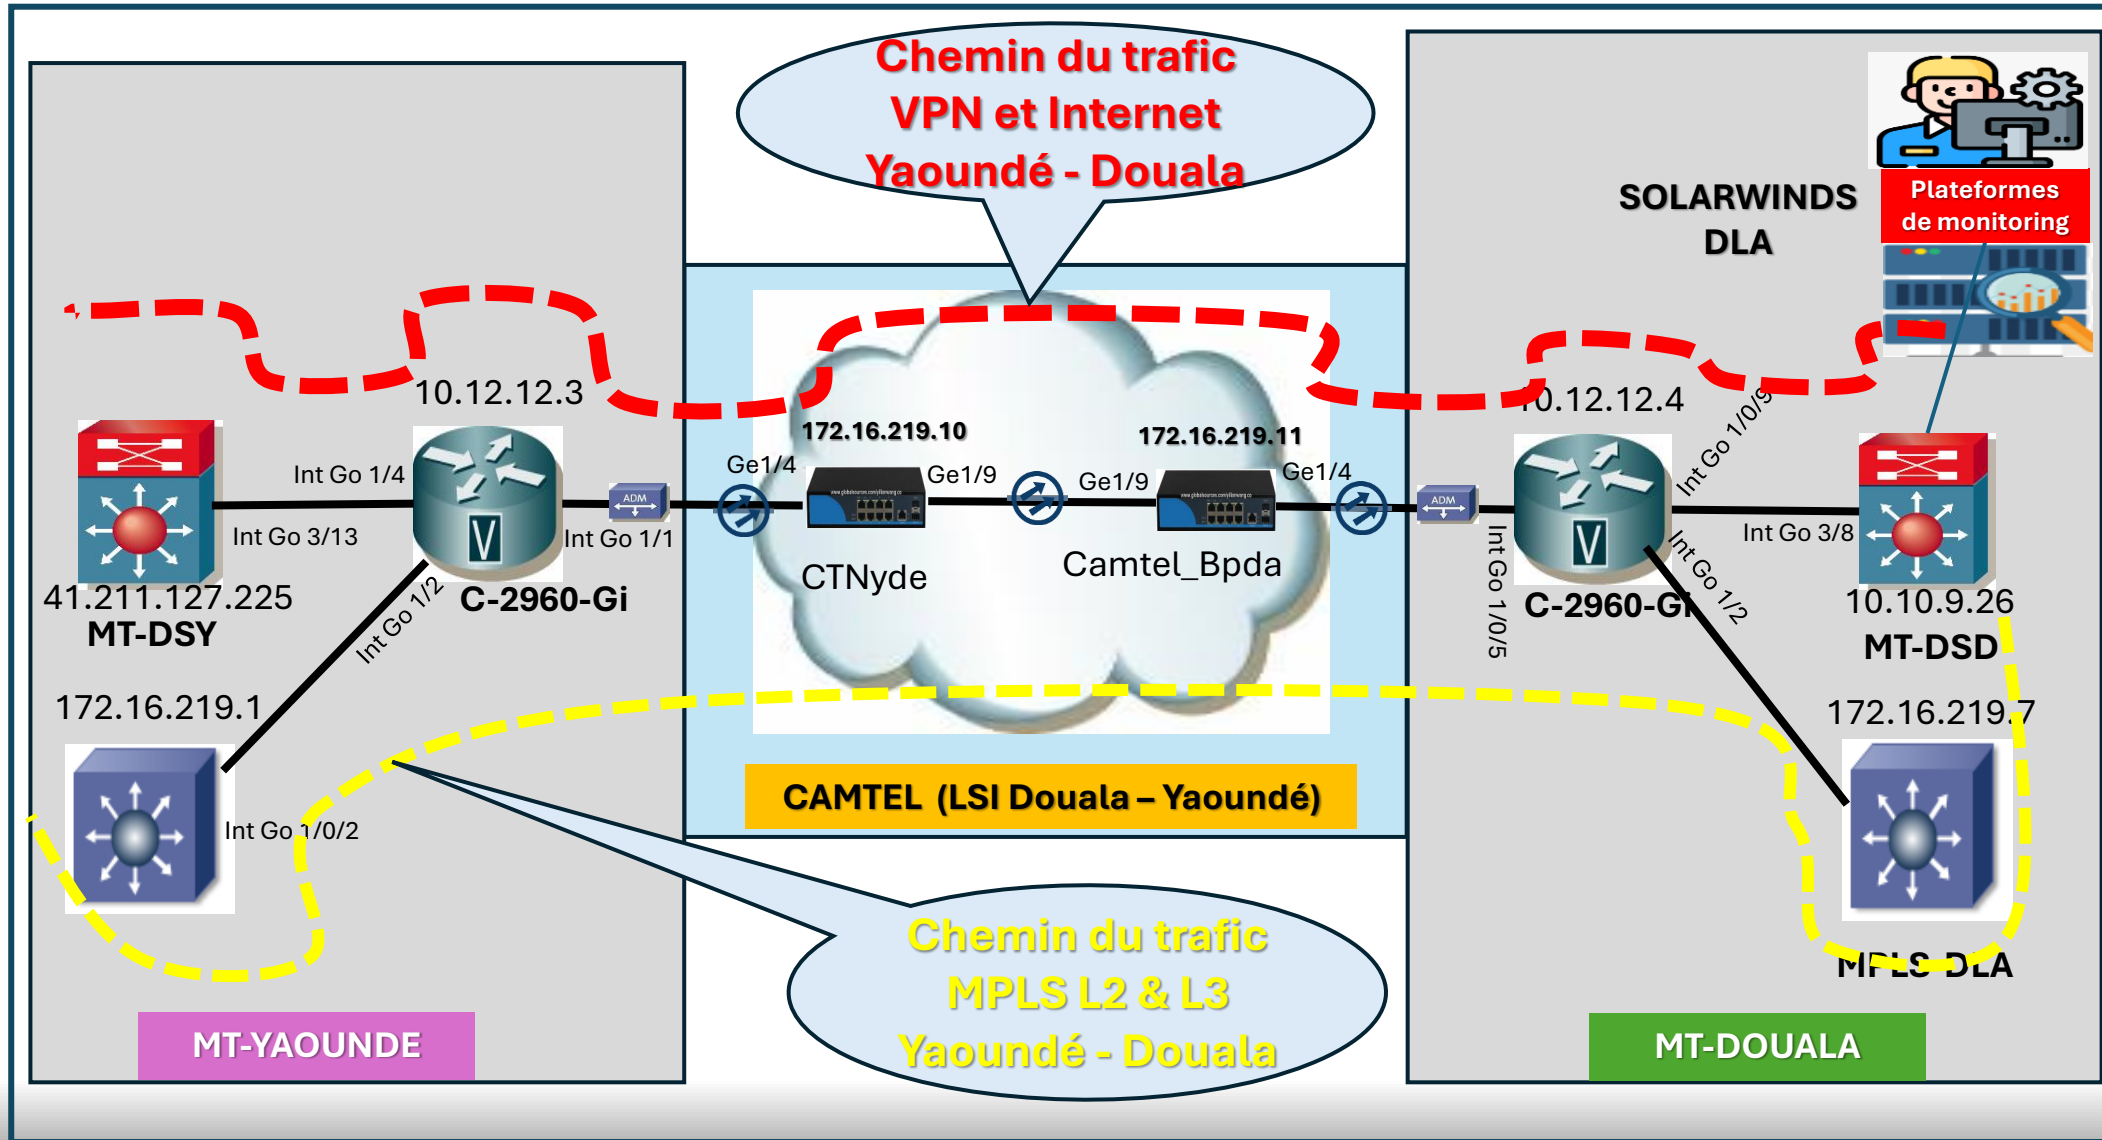 Chemin du trafic
VPN et Internet
Yaoundé - Douala
SOLARWINDS
DLA
Plateformes
de monitoring
10.12.12.3
10.12.12.4
Int Go 1/0/9
172.16.219.10
172.16.219.11
Int Go 1/4
Int Go 3/13
V
ADM
Int Go 1/1
Ge1/4
Ge1/9
Ge1/9
Ge1/4
ADM
Int Go 1/0/5
V
Int Go 3/8
41.211.127.225
MT-DSY
Int Go 1/2
C-2960-Gi
CTNyde
Camtel_Bpda
C-2960-Gi
Int Go 1/2
10.10.9.26
MT-DSD
172.16.219.1
172.16.219.7
Int Go 1/0/2
CAMTEL (LSI Douala – Yaoundé)
Chemin du trafic
MPLS L2 & L3
Yaoundé - Douala
MPLS DLA
MT-YAOUNDE
MT-DOUALA